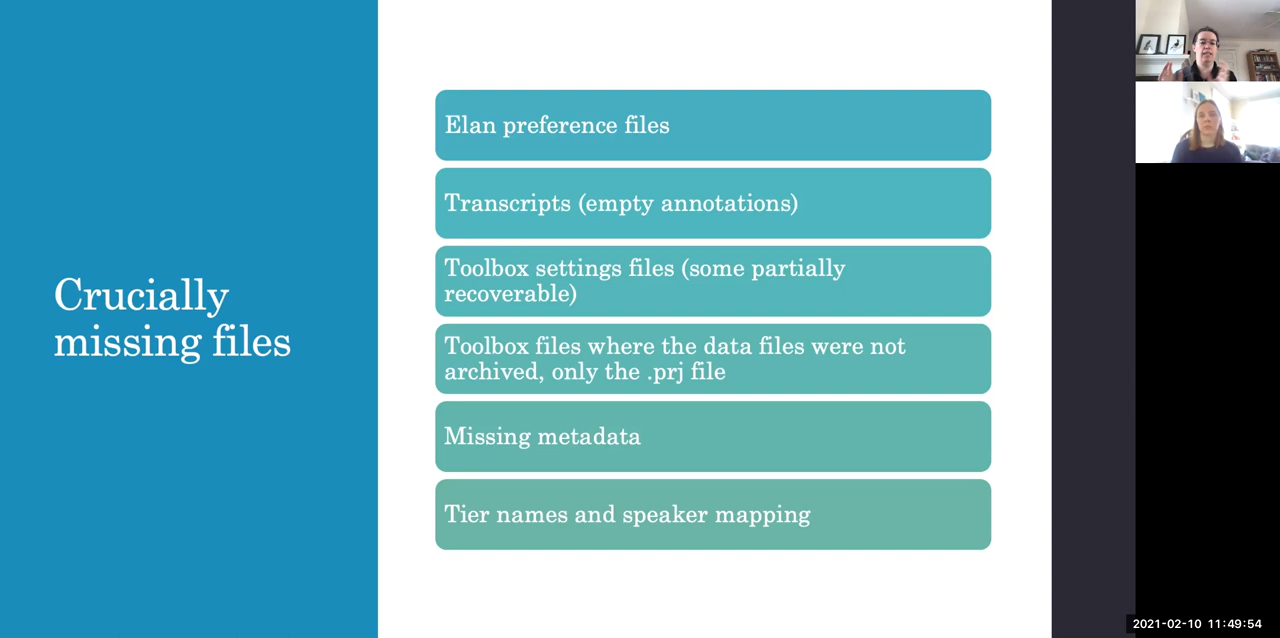 Crucially
missing files
Elan preference files
Transcripts (empty annotations)
Toolbox settings files (some partially
recoverable)
Toolbox files where the data files were not
archived, only the .prj file
Missing metadata
Tier names and speaker mapping
2021-02-10 11:49:54